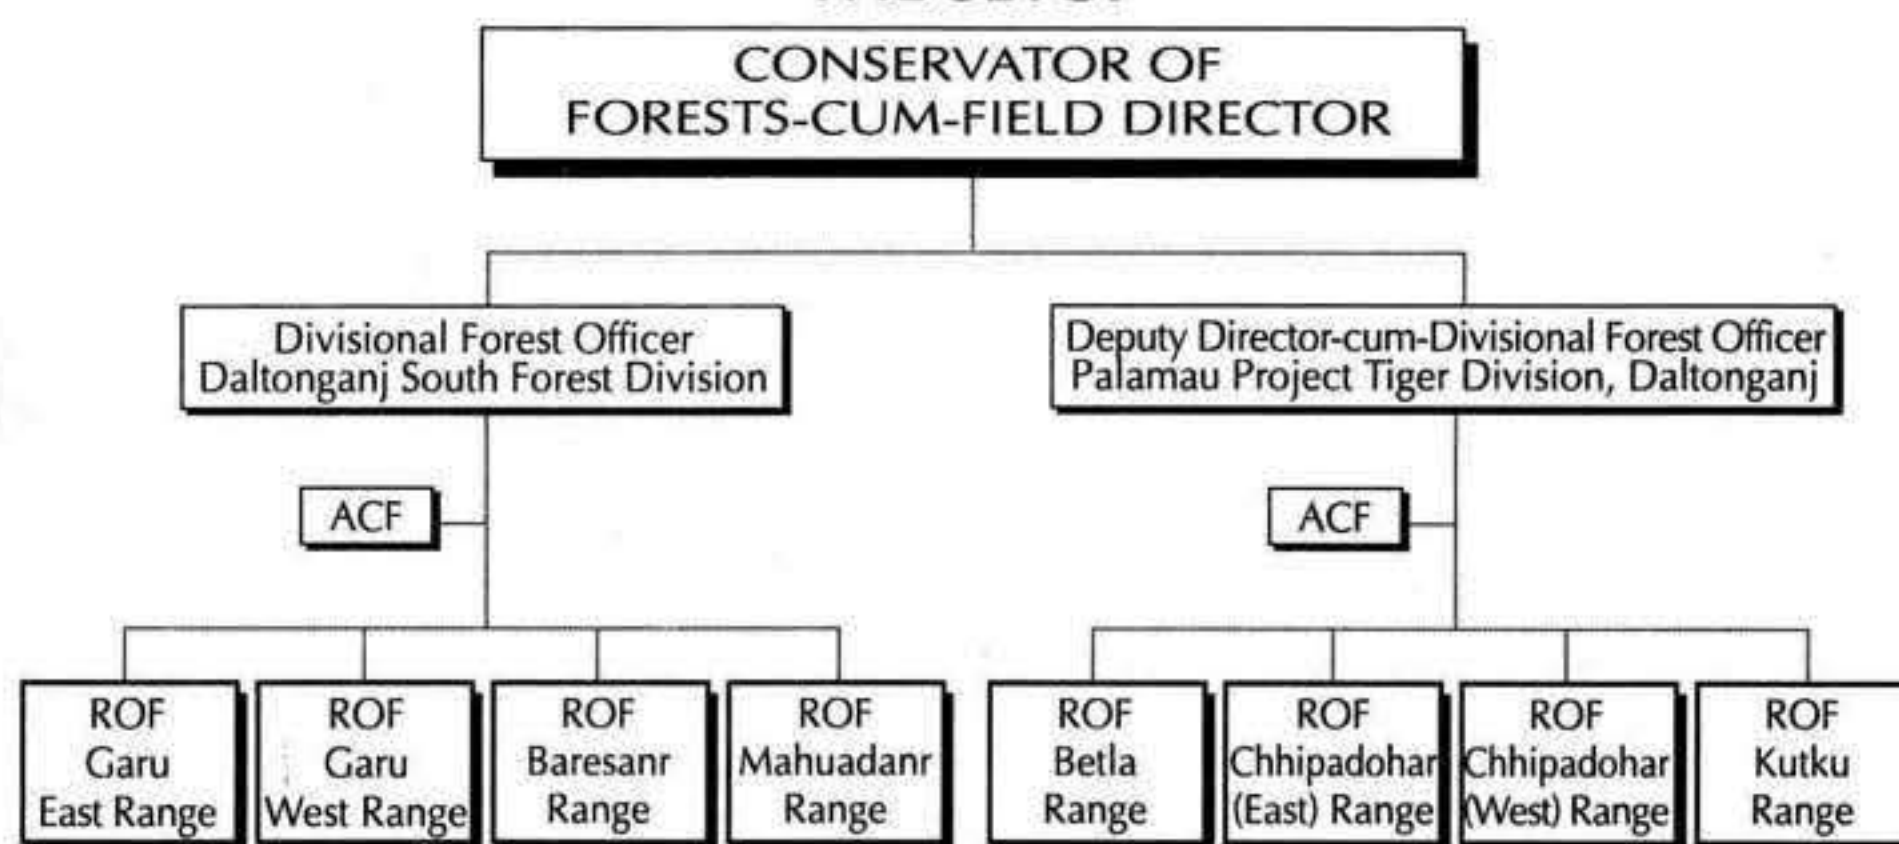 CONSERVATOR OF
FORESTS-CUM-FIELD DIRECTOR
Divisional Forest Officer
Daltonganj South Forest Division
Deputy Director-cum-Divisional Forest Officer
Palamau Project Tiger Division, Daltonganj
ACF
ACF
ROF
Garu
East Range
ROF
Garu
West Range
ROF
Baresanr
Range
ROF
Mahuadanr
Range
ROF
Betla
Range
ROF
Chhipadohar
(East) Range
ROF
Chhipadohar
(West) Range
ROF
Kutku
Range